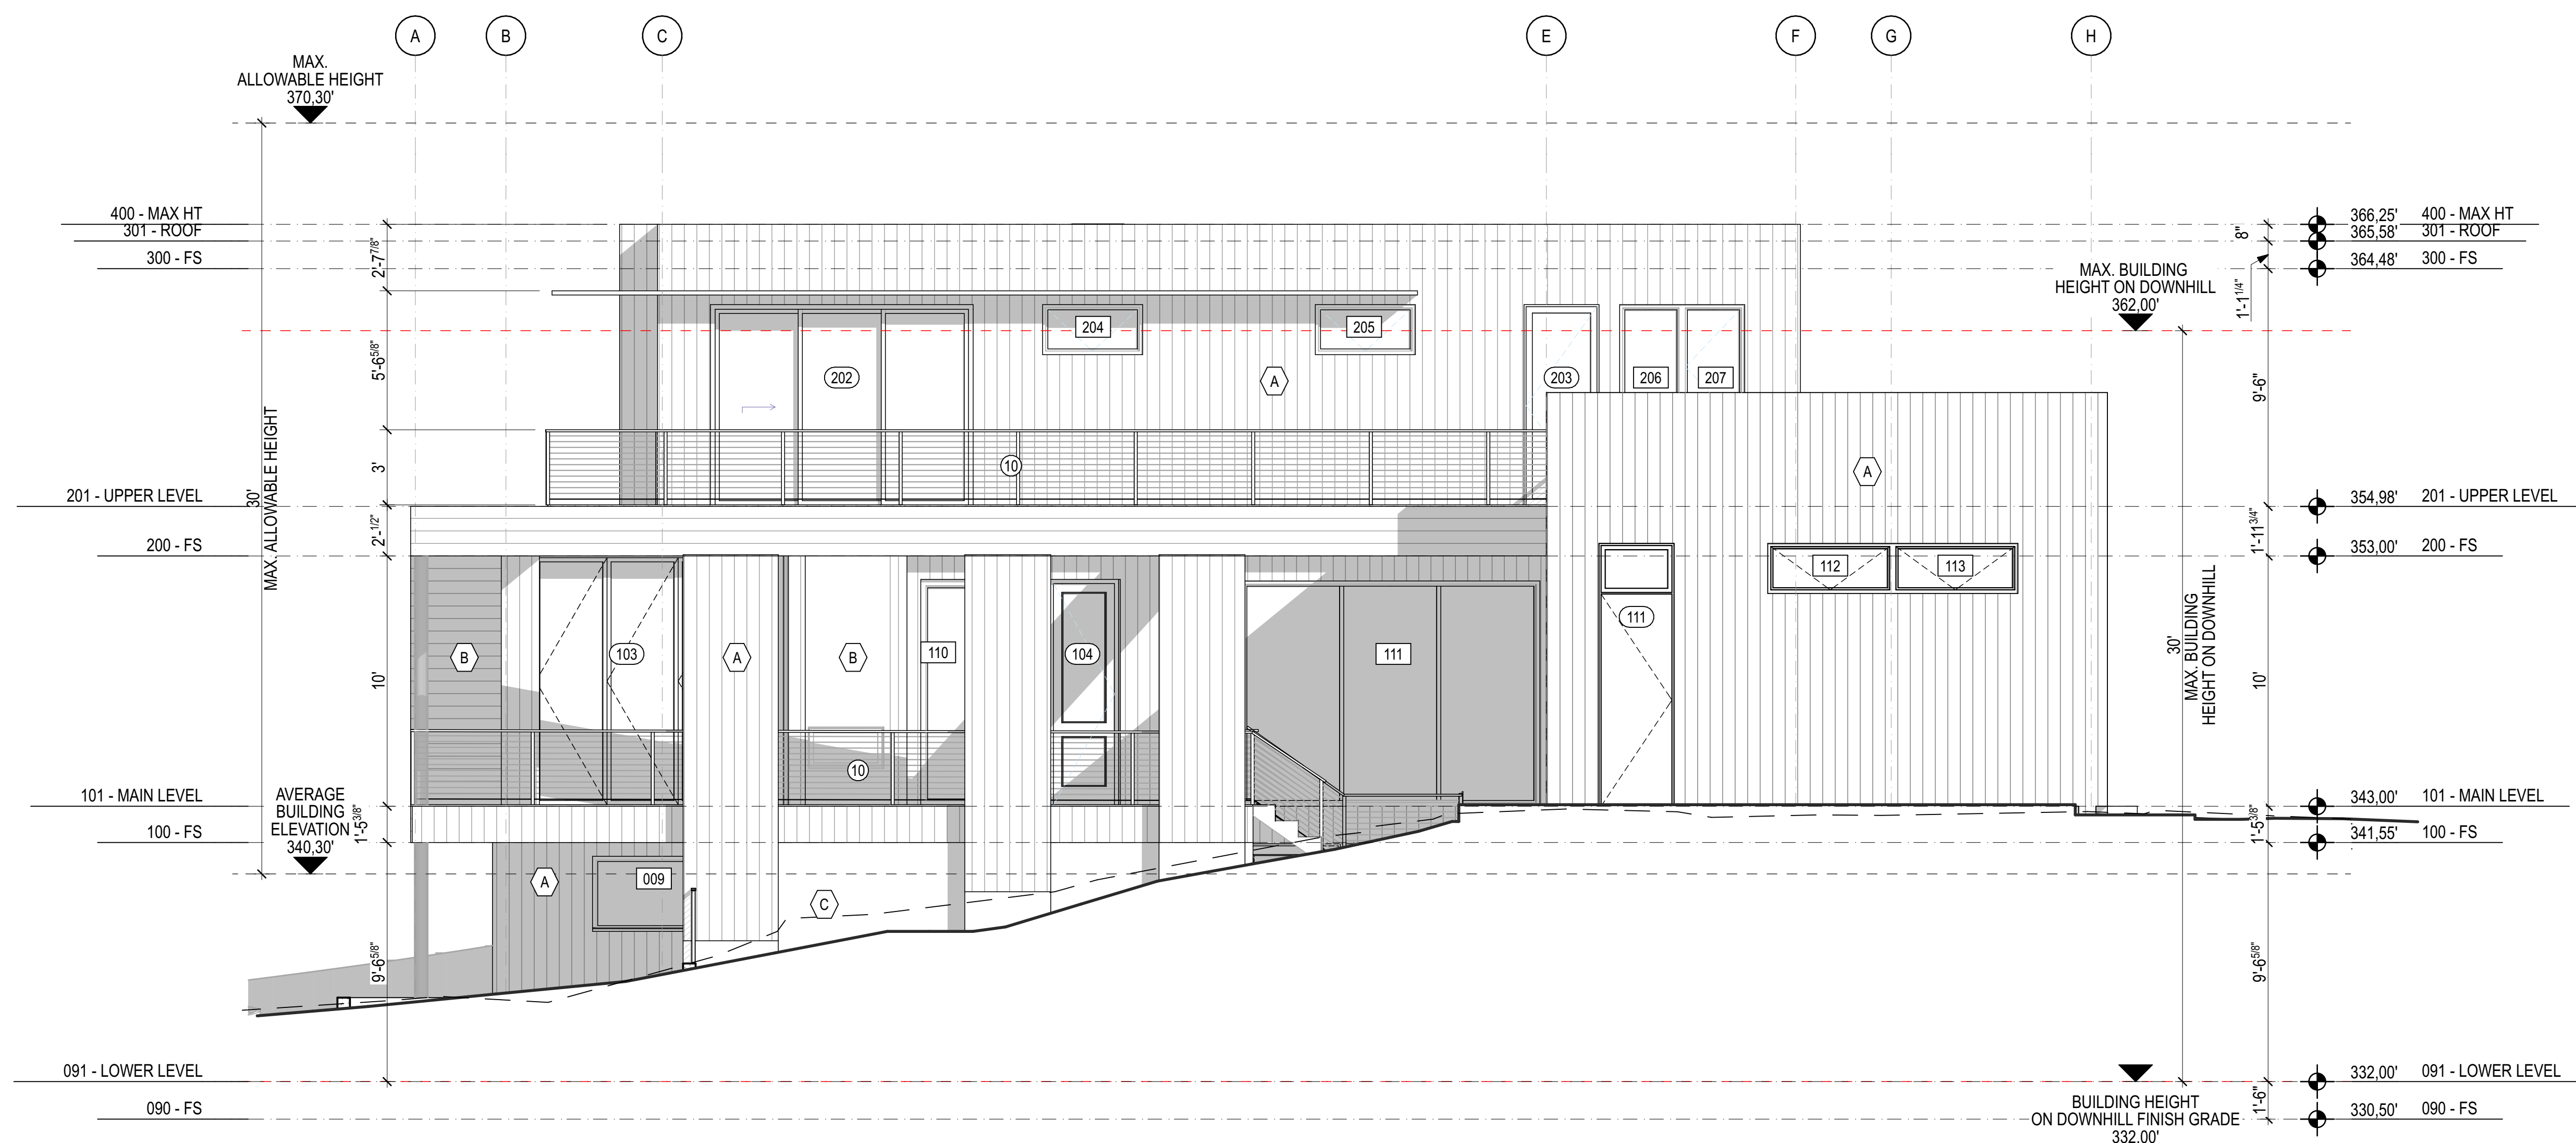 A
B
C
E
F
G
H
MAX.
ALLOWABLE HEIGHT
370,30'
400 - MAX HT
301 - ROOF
300 - FS
2'-7 7/8"
366,25' 400 - MAX HT
365,58' 301 - ROOF
364,48' 300 - FS
8"
1'-1 1/4"
MAX. BUILDING
HEIGHT ON DOWNHILL
362,00'
204
205
202
A
203
206
207
5'-6 5/8"
9'-6"
3'
10
A
30'
MAX. ALLOWABLE HEIGHT
201 - UPPER LEVEL
354,98' 201 - UPPER LEVEL
2'-1/2"
1'-11 3/4"
200 - FS
353,00' 200 - FS
112
113
111
B
103
A
B
110
104
111
10'
10'
30'
MAX. BUILDING
HEIGHT ON DOWNHILL
10
101 - MAIN LEVEL
343,00' 101 - MAIN LEVEL
AVERAGE
BUILDING
ELEVATION
340,30'
1'-5 3/8"
1'-5 3/8"
100 - FS
341,55' 100 - FS
A
009
C
9'-6 5/8"
9'-6 5/8"
091 - LOWER LEVEL
332,00' 091 - LOWER LEVEL
090 - FS
1'-6"
330,50' 090 - FS
BUILDING HEIGHT
ON DOWNHILL FINISH GRADE
332,00'